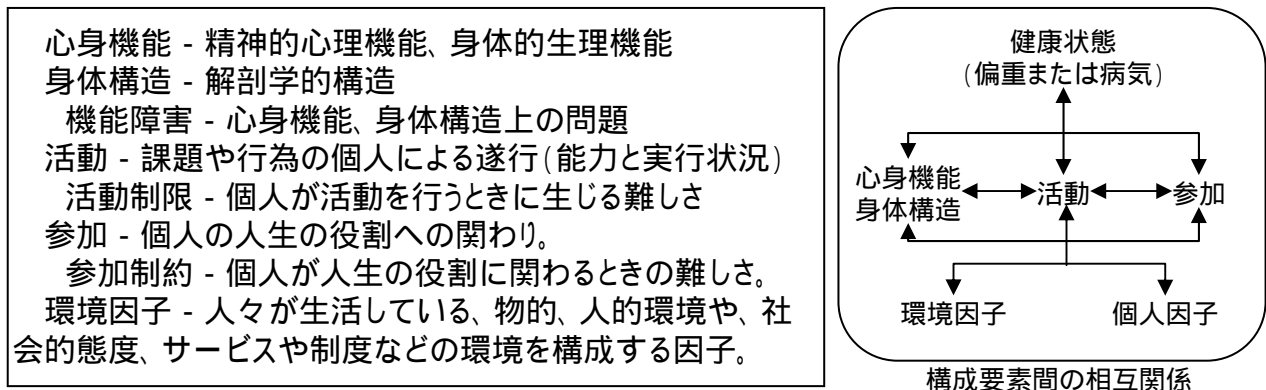 心身機能 - 精神的心理機能、身体的生理機能
身体構造 - 解剖学的構造
機能障害 - 心身機能、身体構造上の問題
活動 - 課題や行為の個人による遂行(能力と実行状況)
活動制限 - 個人が活動を行うときに生じる難しさ
参加 - 個人の人生の役割への関わり。
参加制約 - 個人が人生の役割に関わるときの難しさ。
環境因子 - 人々が生活している、物的、人的環境や、社
会的態度、サービスや制度などの環境を構成する因子。
健康状態
(偏重または病気)
心身機能
身体構造
活動
参加
環境因子
個人因子
構成要素間の相互関係